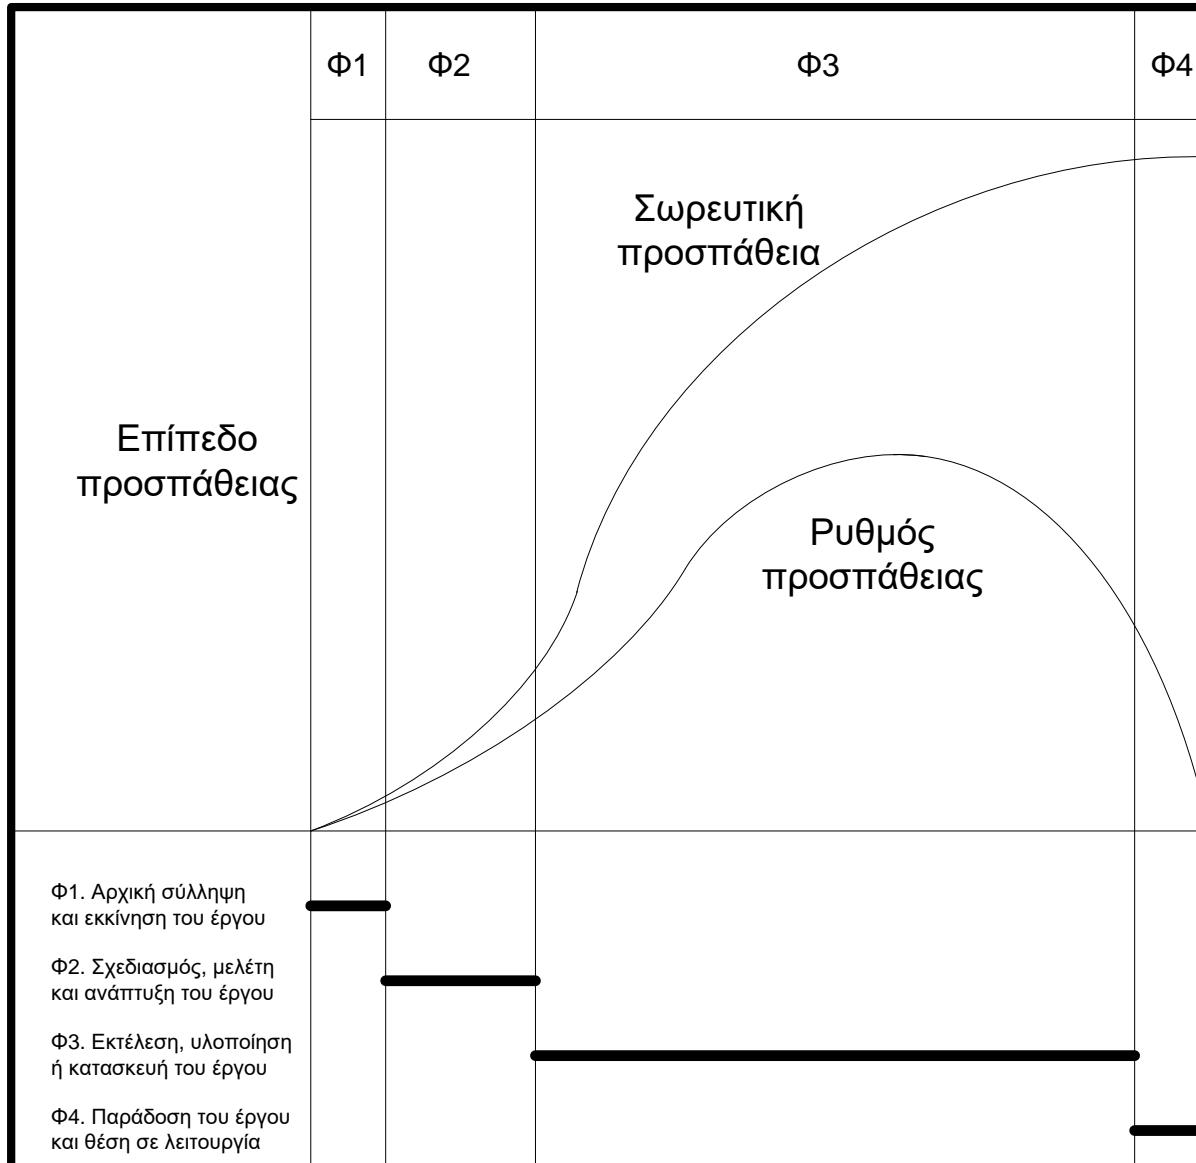 Φ1
Φ2
Φ3
Φ4
Σωρευτική
προσπάθεια
Επίπεδο
προσπάθειας
Ρυθμός
προσπάθειας
Φ1. Αρχική σύλληψη
και εκκίνηση του έργου
Φ2. Σχεδιασμός, μελέτη
και ανάπτυξη του έργου
Φ3. Εκτέλεση, υλοποίηση
ή κατασκευή του έργου
Φ4. Παράδοση του έργου
και θέση σε λειτουργία